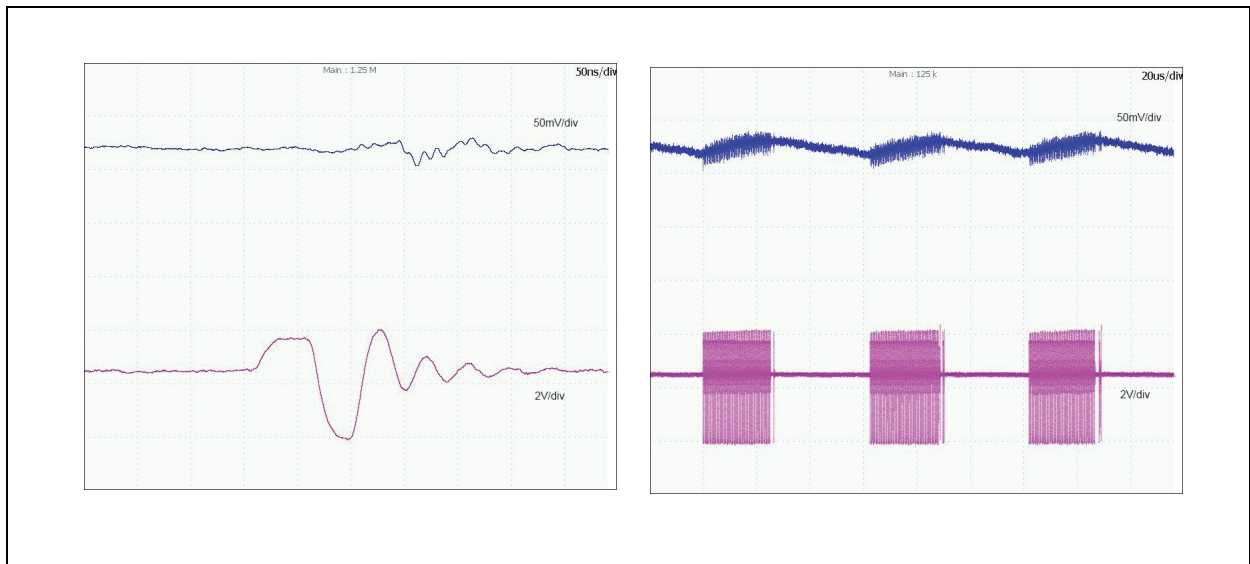 Main : 1.25 M
50ns/div
50mV/div
2V/div
Main : 125 k
20us/div
50mV/div
2V/div